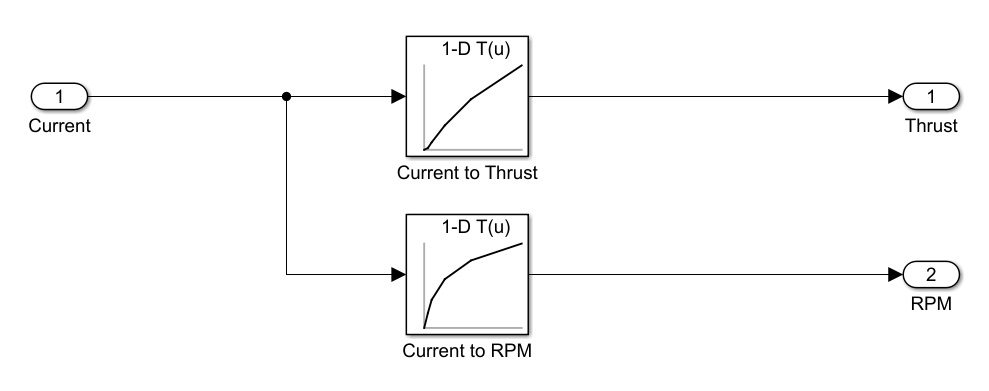 1-D T(u)
1
1
Current
Thrust
Current to Thrust
1-D T(u)
2
RPM
Current to RPM